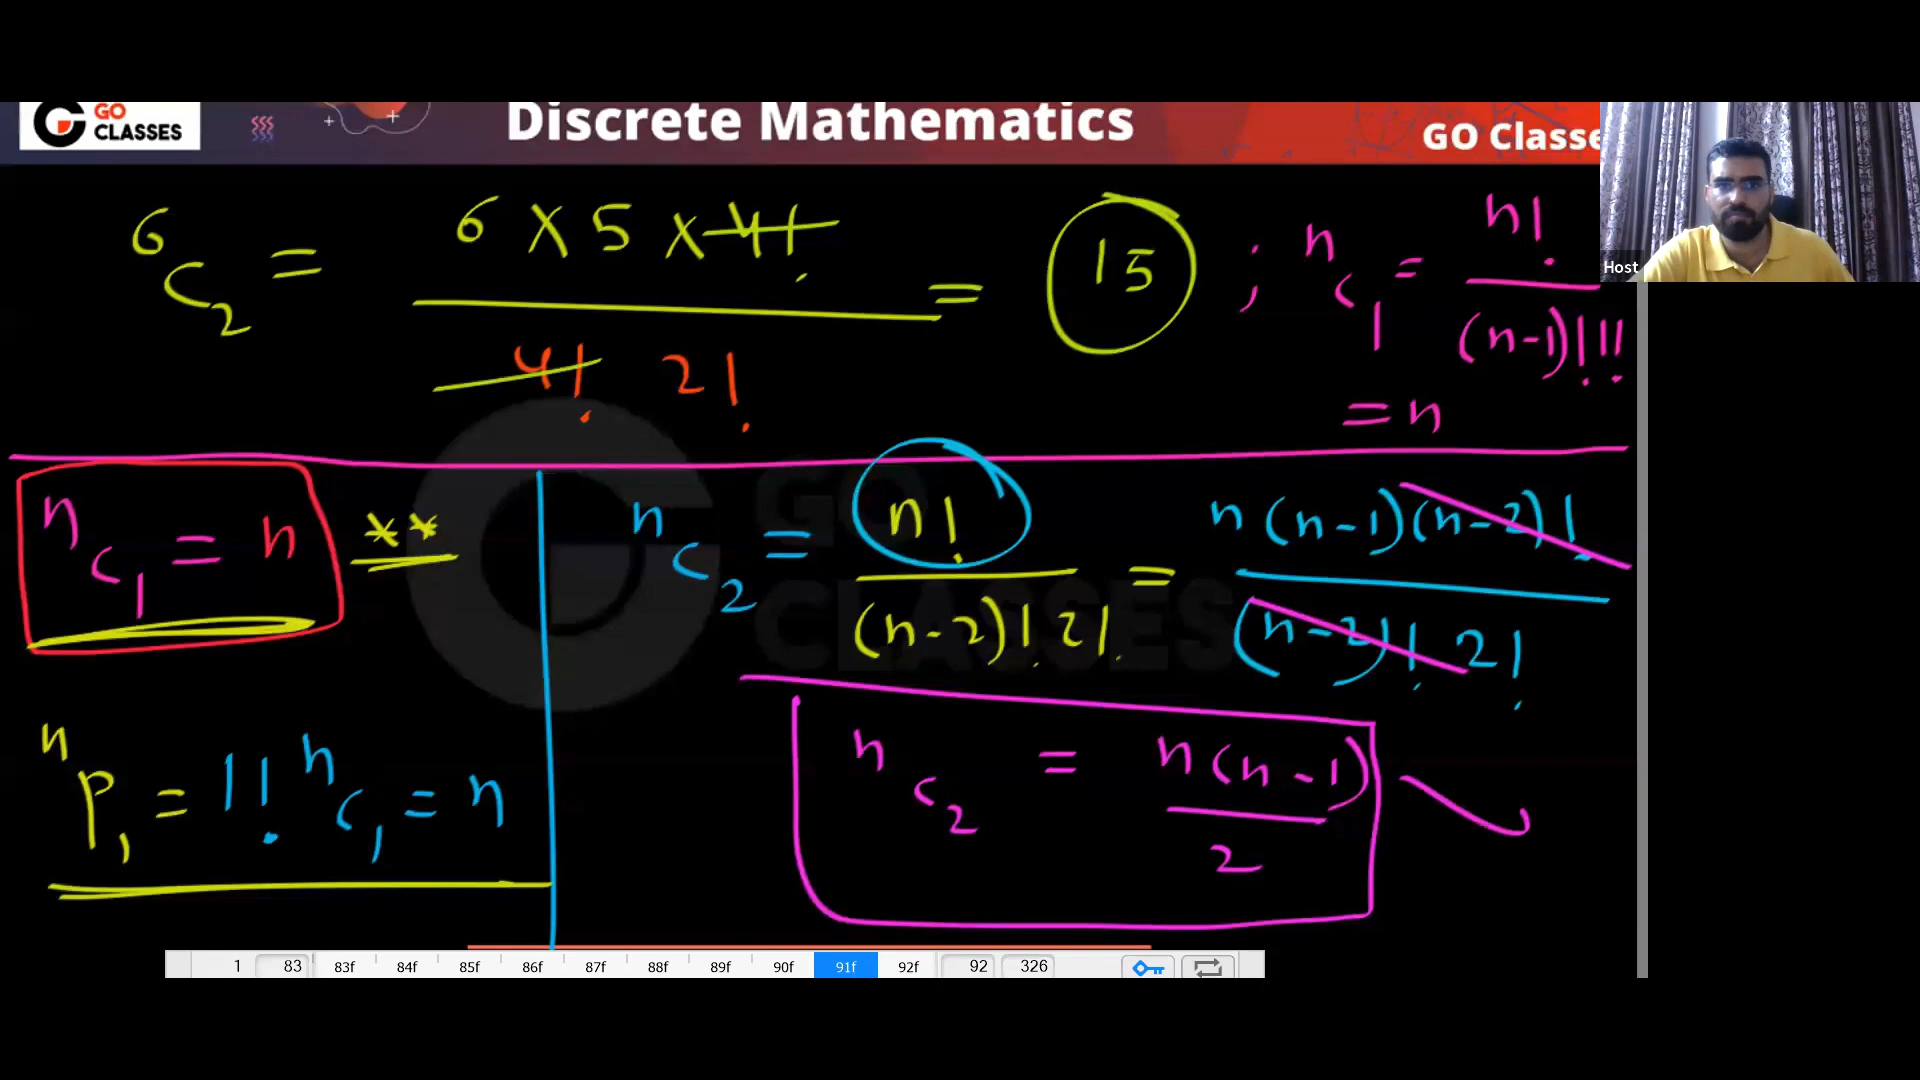 GO
CLASSES
Discrete Mathematics
GO Classe
Host
⁶C₂ = (6 × 5 × 4!) / (4! 2!) = 15 ; ⁿC₁ = n! / ((n-1)! 1!)
= n
ⁿC₁ = n **
ⁿC₂ = n! / ((n-2)! 2!) = n(n-1)(n-2)! / ((n-2)! 2!)
ⁿP₁ = 1! ⁿC₁ = n
ⁿC₂ = n(n-1) / 2
GO
CLASSES
1 83 83f 84f 85f 86f 87f 88f 89f 90f 91f 92f 92 326